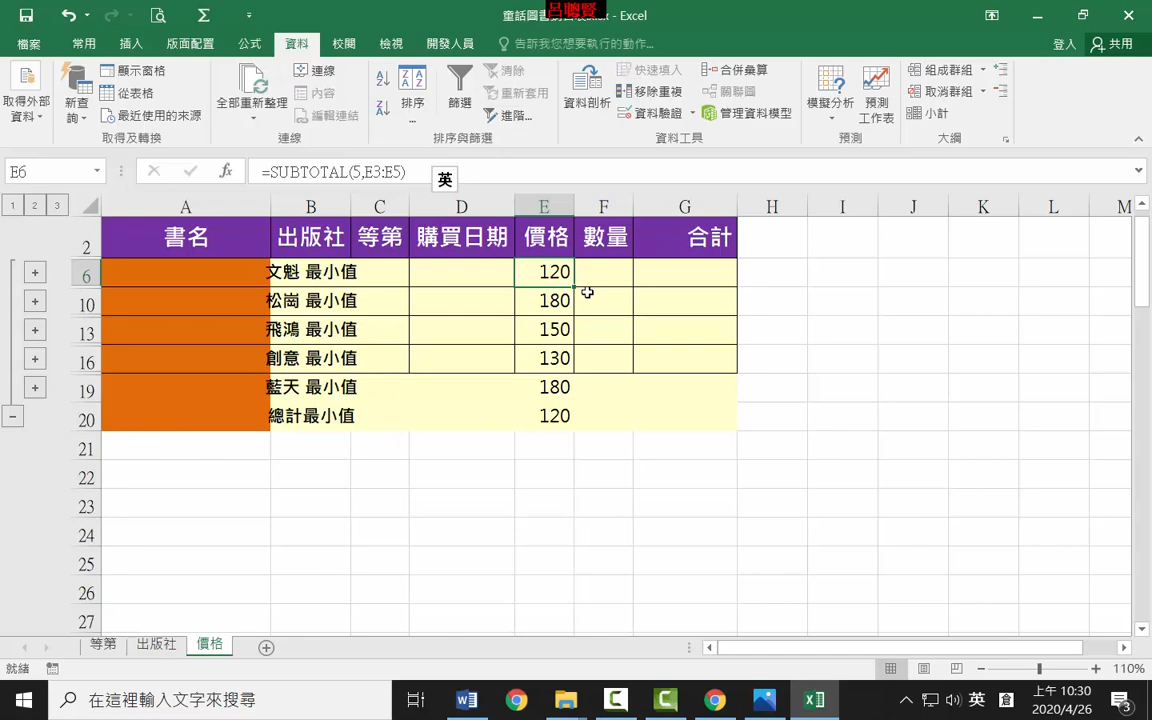 童話圖書 - Excel
呂聰賢
檔案 常用 插入 版面配置 公式 資料 校閱 檢視 開發人員 告訴我您想要執行的動作... 登入 共用
取得外部資料 新查詢 顯示窗格 從表格 最近使用的來源
全部重新整理 連線 內容 編輯連結
排序... 篩選 清除 重新套用 進階...
資料剖析 快速填入 移除重複 資料驗證 合併彙算 關聯圖 管理資料模型
模擬分析 預測工作表 組成群組 取消群組 小計
取得及轉換 連線 排序與篩選 資料工具 預測 大綱
E6 fx =SUBTOTAL(5,E3:E5)
英
1 2 3 A B C D E F G H I J K L M
2 書名 出版社 等第 購買日期 價格 數量 合計
6 文魁 最小值 120
10 松崗 最小值 180
13 飛鴻 最小值 150
16 創意 最小值 130
19 藍天 最小值 180
20 總計最小值 120
21
22
23
24
25
26
27
等第 出版社 價格
就緒 110%
在這裡輸入文字來搜尋 英 上午 10:30
2020/4/26 3